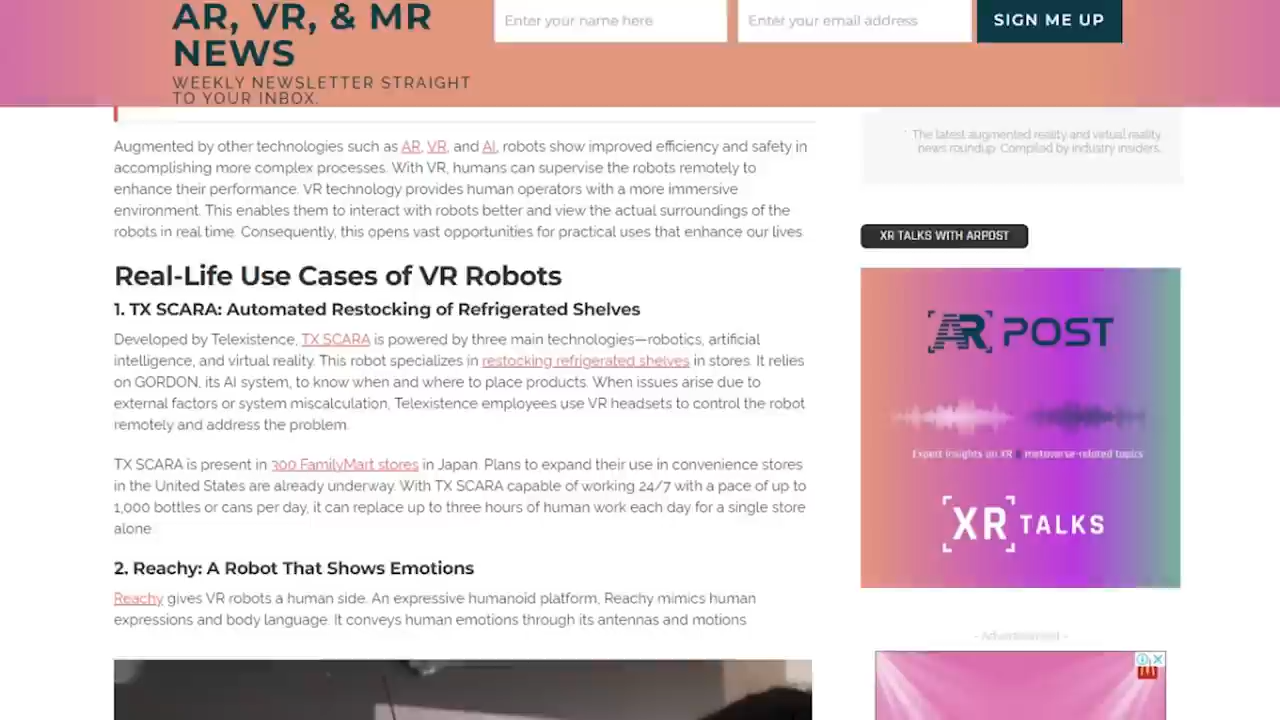 AR, VR, & MR
NEWS
WEEKLY NEWSLETTER STRAIGHT
TO YOUR INBOX.
Enter your name here
Enter your email address
SIGN ME UP
Augmented by other technologies such as AR, VR, and AI, robots show improved efficiency and safety in
accomplishing more complex processes. With VR, humans can supervise the robots remotely to
enhance their performance. VR technology provides human operators with a more immersive
environment. This enables them to interact with robots better and view the actual surroundings of the
robots in real time. Consequently, this opens vast opportunities for practical uses that enhance our lives.
Real-Life Use Cases of VR Robots
1. TX SCARA: Automated Restocking of Refrigerated Shelves
Developed by Telexistence, TX SCARA is powered by three main technologies—robotics, artificial
intelligence, and virtual reality. This robot specializes in restocking refrigerated shelves in stores. It relies
on GORDON, its AI system, to know when and where to place products. When issues arise due to
external factors or system miscalculation, Telexistence employees use VR headsets to control the robot
remotely and address the problem.
TX SCARA is present in 300 FamilyMart stores in Japan. Plans to expand their use in convenience stores
in the United States are already underway. With TX SCARA capable of working 24/7 with a pace of up to
1,000 bottles or cans per day, it can replace up to three hours of human work each day for a single store
alone.
2. Reachy: A Robot That Shows Emotions
Reachy gives VR robots a human side. An expressive humanoid platform, Reachy mimics human
expressions and body language. It conveys human emotions through its antennas and motions.
* The latest augmented reality and virtual reality
news roundup. Compiled by industry insiders.
XR TALKS WITH ARPOST
AR POST
Expert insights on XR & metaverse-related topics
XR TALKS
- Advertisement -